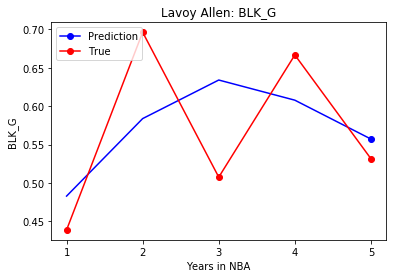 Lavoy Allen: BLK_G
Prediction
True
0.70
0.65
0.60
0.55
0.50
0.45
BLK_G
1 2 3 4 5
Years in NBA